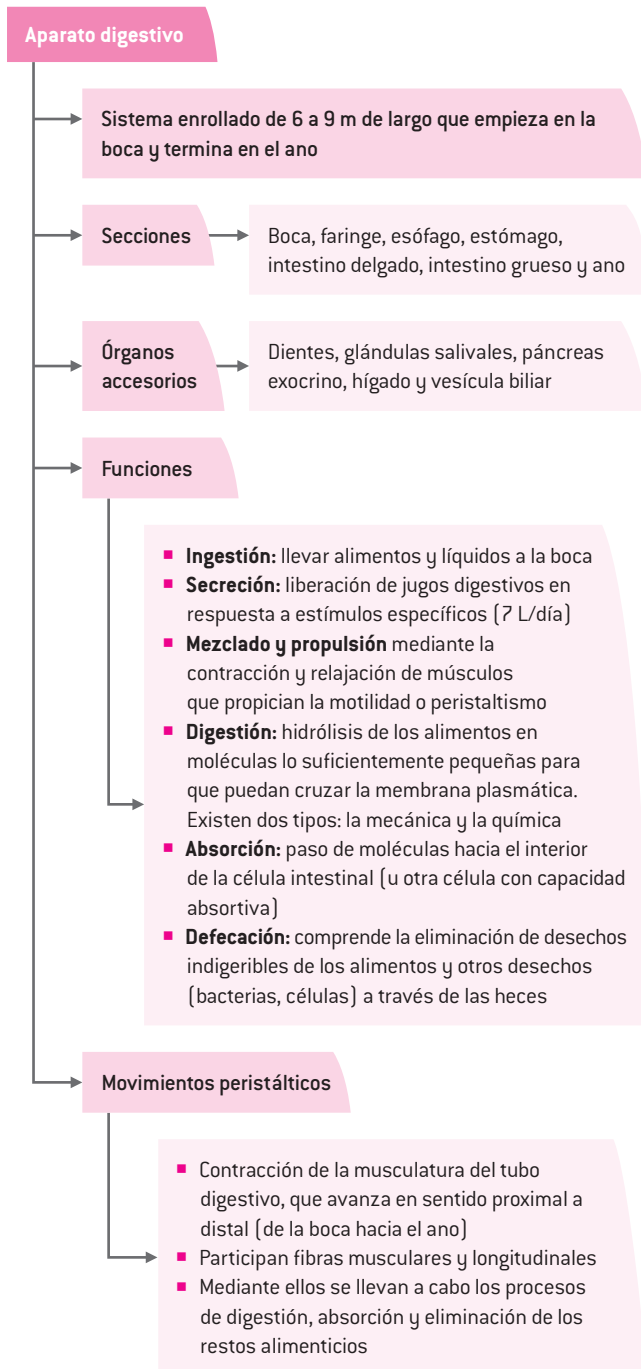 Aparato digestivo
Sistema enrollado de 6 a 9 m de largo que empieza en la
boca y termina en el ano
Secciones
Boca, faringe, esófago, estómago,
intestino delgado, intestino grueso y ano
Órganos
accesorios
Dientes, glándulas salivales, páncreas
exocrino, hígado y vesícula biliar
Funciones
■ Ingestión: llevar alimentos y líquidos a la boca
■ Secreción: liberación de jugos digestivos en
respuesta a estímulos específicos (7 L/día)
■ Mezclado y propulsión mediante la
contracción y relajación de músculos
que propician la motilidad o peristaltismo
■ Digestión: hidrólisis de los alimentos en
moléculas lo suficientemente pequeñas para
que puedan cruzar la membrana plasmática.
Existen dos tipos: la mecánica y la química
■ Absorción: paso de moléculas hacia el interior
de la célula intestinal (u otra célula con capacidad
absortiva)
■ Defecación: comprende la eliminación de desechos
indigeribles de los alimentos y otros desechos
(bacterias, células) a través de las heces
Movimientos peristálticos
■ Contracción de la musculatura del tubo
digestivo, que avanza en sentido proximal a
distal (de la boca hacia el ano)
■ Participan fibras musculares y longitudinales
■ Mediante ellos se llevan a cabo los procesos
de digestión, absorción y eliminación de los
restos alimenticios